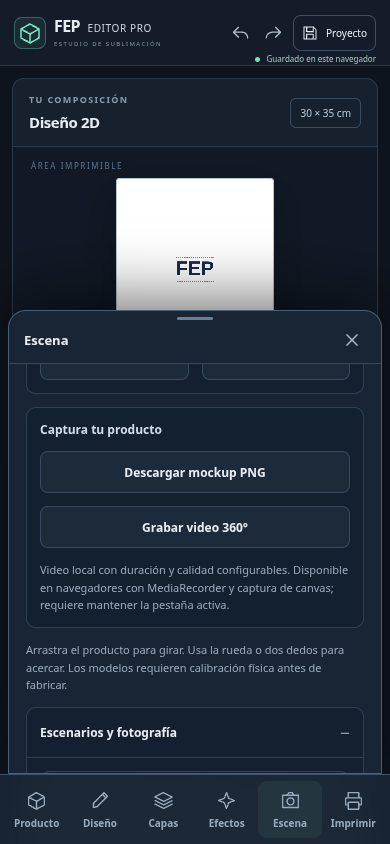 FEP EDITOR PRO
ESTUDIO DE SUBLIMACIÓN
Proyecto
Guardado en este navegador
TU COMPOSICIÓN
Diseño 2D
30 × 35 cm
ÁREA IMPRIMIBLE
FEP
Escena
Captura tu producto
Descargar mockup PNG
Grabar video 360°
Video local con duración y calidad configurables. Disponible
en navegadores con MediaRecorder y captura de canvas;
requiere mantener la pestaña activa.
Arrastra el producto para girar. Usa la rueda o dos dedos para
acercar. Los modelos requieren calibración física antes de
fabricar.
Escenarios y fotografía
Producto Diseño Capas Efectos Escena Imprimir